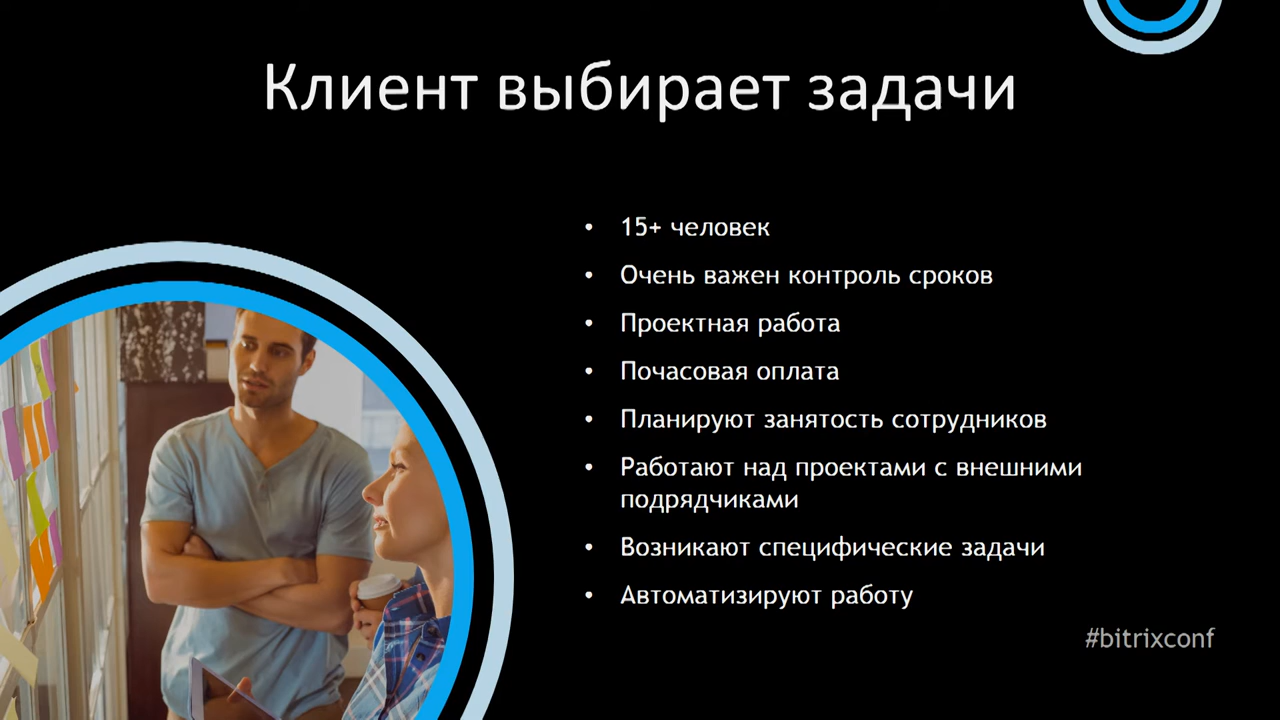 Клиент выбирает задачи
• 15+ человек
• Очень важен контроль сроков
• Проектная работа
• Почасовая оплата
• Планируют занятость сотрудников
• Работают над проектами с внешними
подрядчиками
• Возникают специфические задачи
• Автоматизируют работу
#bitrixconf